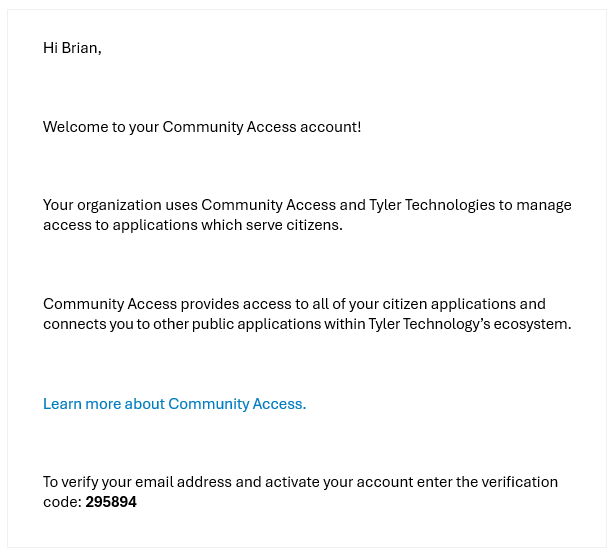 Hi Brian,
Welcome to your Community Access account!
Your organization uses Community Access and Tyler Technologies to manage
access to applications which serve citizens.
Community Access provides access to all of your citizen applications and
connects you to other public applications within Tyler Technology’s ecosystem.
Learn more about Community Access.
To verify your email address and activate your account enter the verification
code: 295894